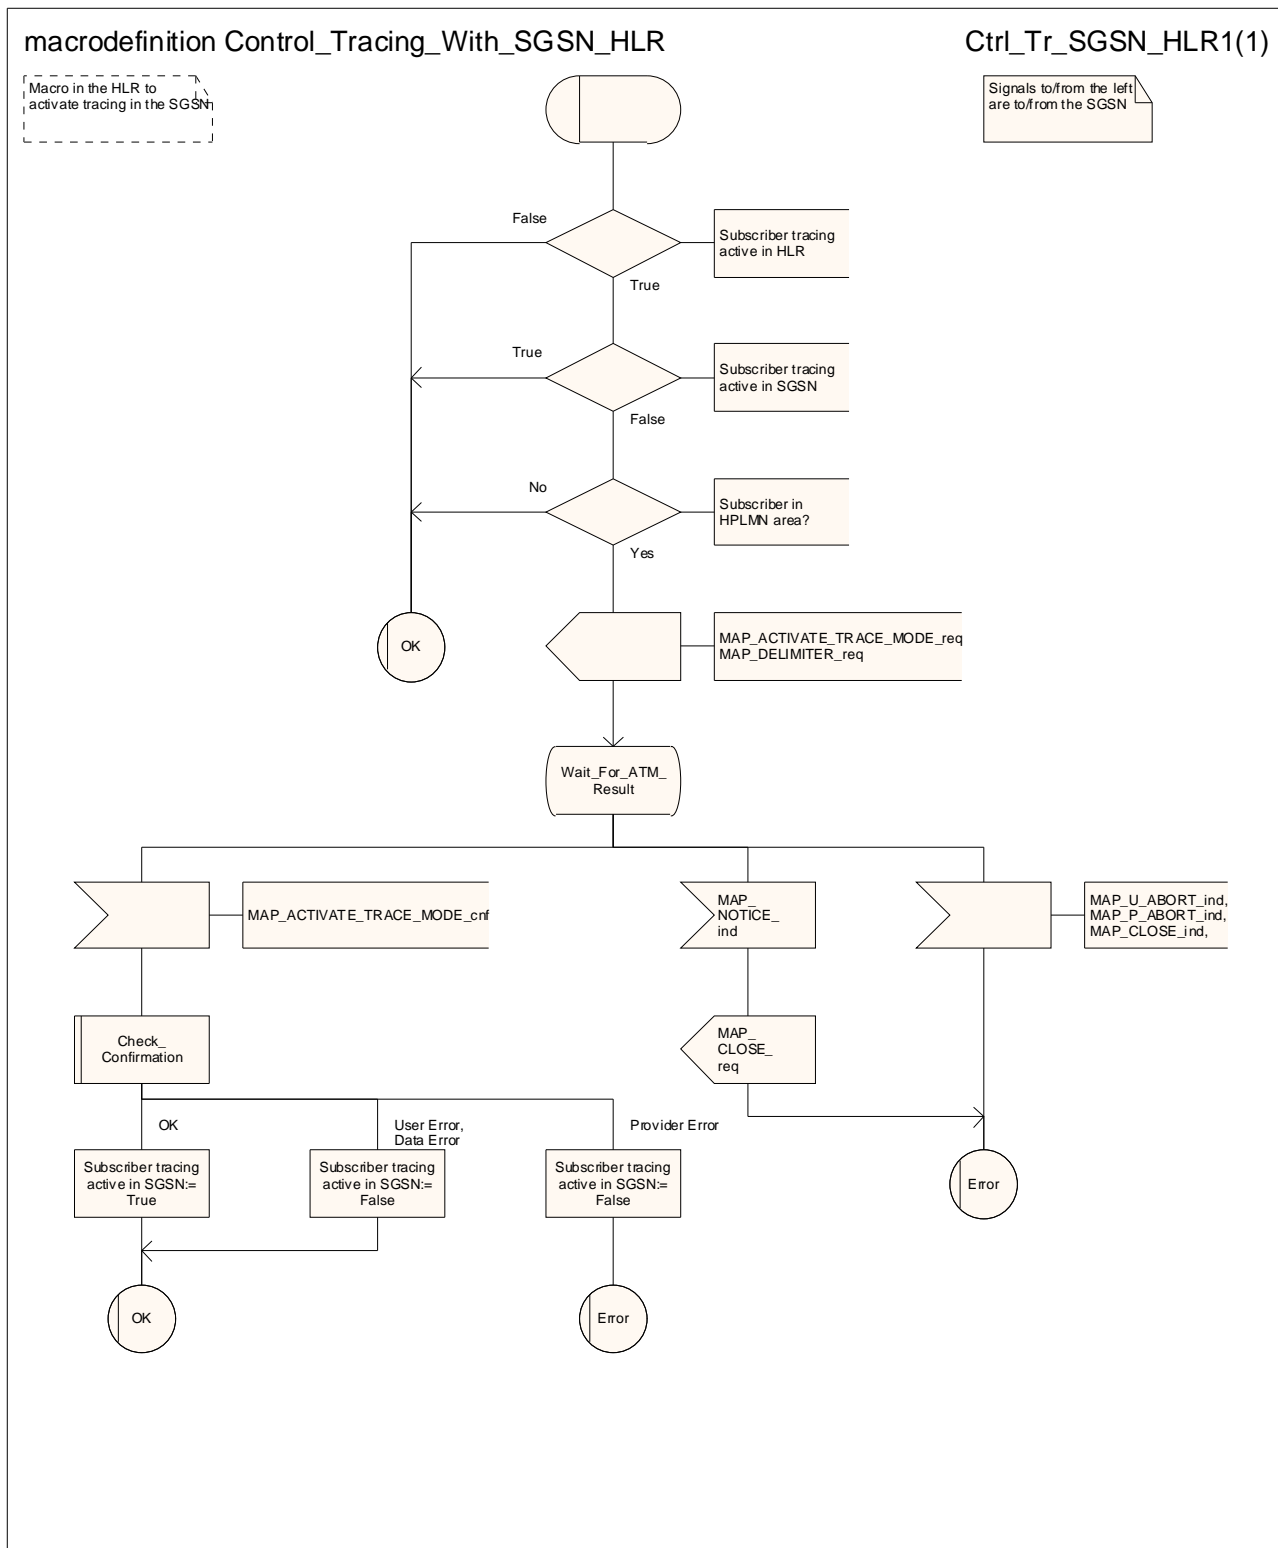 macrodefinition Control_Tracing_With_SGSN_HLR
Ctrl_Tr_SGSN_HLR1(1)
Macro in the HLR to
activate tracing in the SGSN
Signals to/from the left
are to/from the SGSN
False
Subscriber tracing
active in HLR
True
True
Subscriber tracing
active in SGSN
False
No
Subscriber in
HPLMN area?
Yes
OK
MAP_ACTIVATE_TRACE_MODE_req
MAP_DELIMITER_req
Wait_For_ATM_
Result
MAP_ACTIVATE_TRACE_MODE_cnf
MAP_
NOTICE_
ind
MAP_U_ABORT_ind,
MAP_P_ABORT_ind,
MAP_CLOSE_ind,
Check_
Confirmation
MAP_
CLOSE_
req
OK
User Error,
Data Error
Provider Error
Subscriber tracing
active in SGSN:=
True
Subscriber tracing
active in SGSN:=
False
Subscriber tracing
active in SGSN:=
False
Error
OK
Error